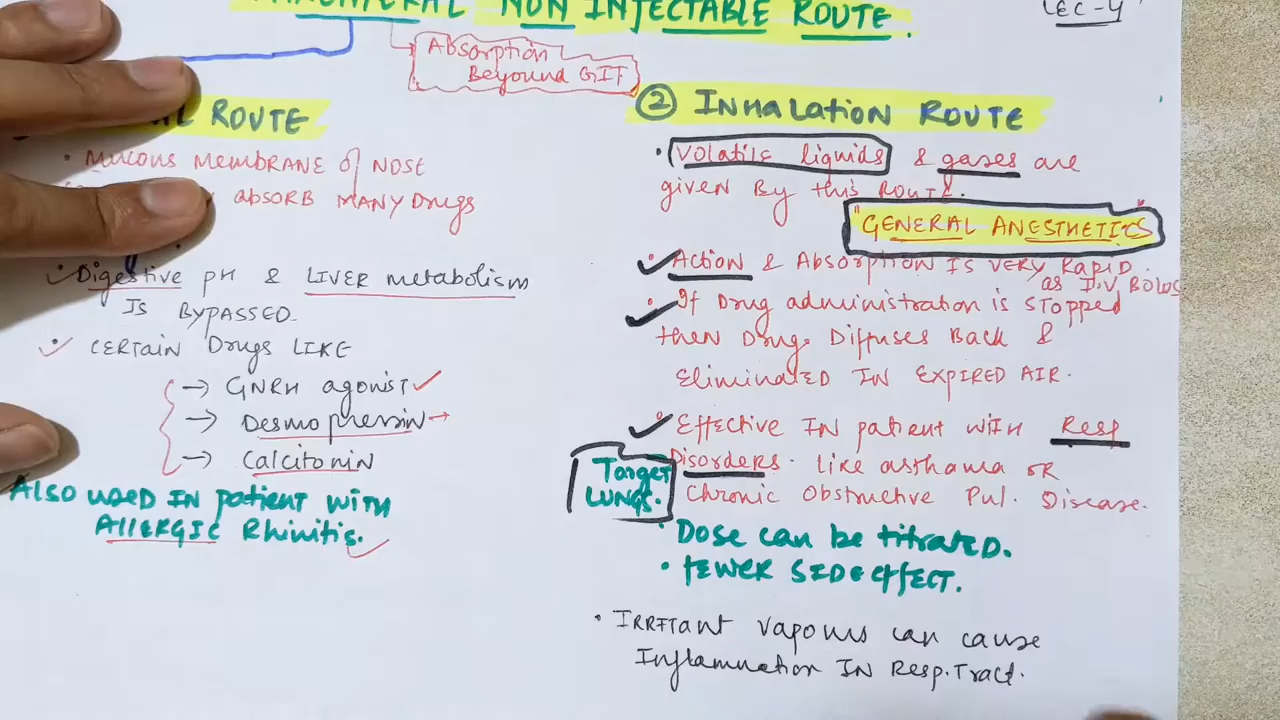 NON INJECTABLE ROUTE.
LEC-4
Absorption
Beyound GIT
ROUTE
• Mucous MEMBRANE of NOSE
absorb MANY Drugs
• Digestive pH & LIVER metabolism
Is BYPASSED
• CERTAIN Drugs LIKE
→ GNRH agonist
→ Desmopressin →
→ Calcitonin
Also used IN patient with
ALLERGIC Rhinitis.
② INHALATION ROUTE
• Volatile liquids & gases are
given By this Route.
"GENERAL ANESTHETICS"
• Action & Absorption Is very Rapid.
as I.V BOLUS
• If Drug administration is stopped
then Drug Diffuses Back &
Eliminated IN EXPIRED AIR.
• Effective IN patient with Resp
Disorders. like asthama OR
Chronic Obstructive Pul. Disease.
Target
LUNGS.
• Dose can be titrated.
• FEWER SIDE EFFECT.
• IRRITant vapours can cause
Inflammation IN Resp. Tract.